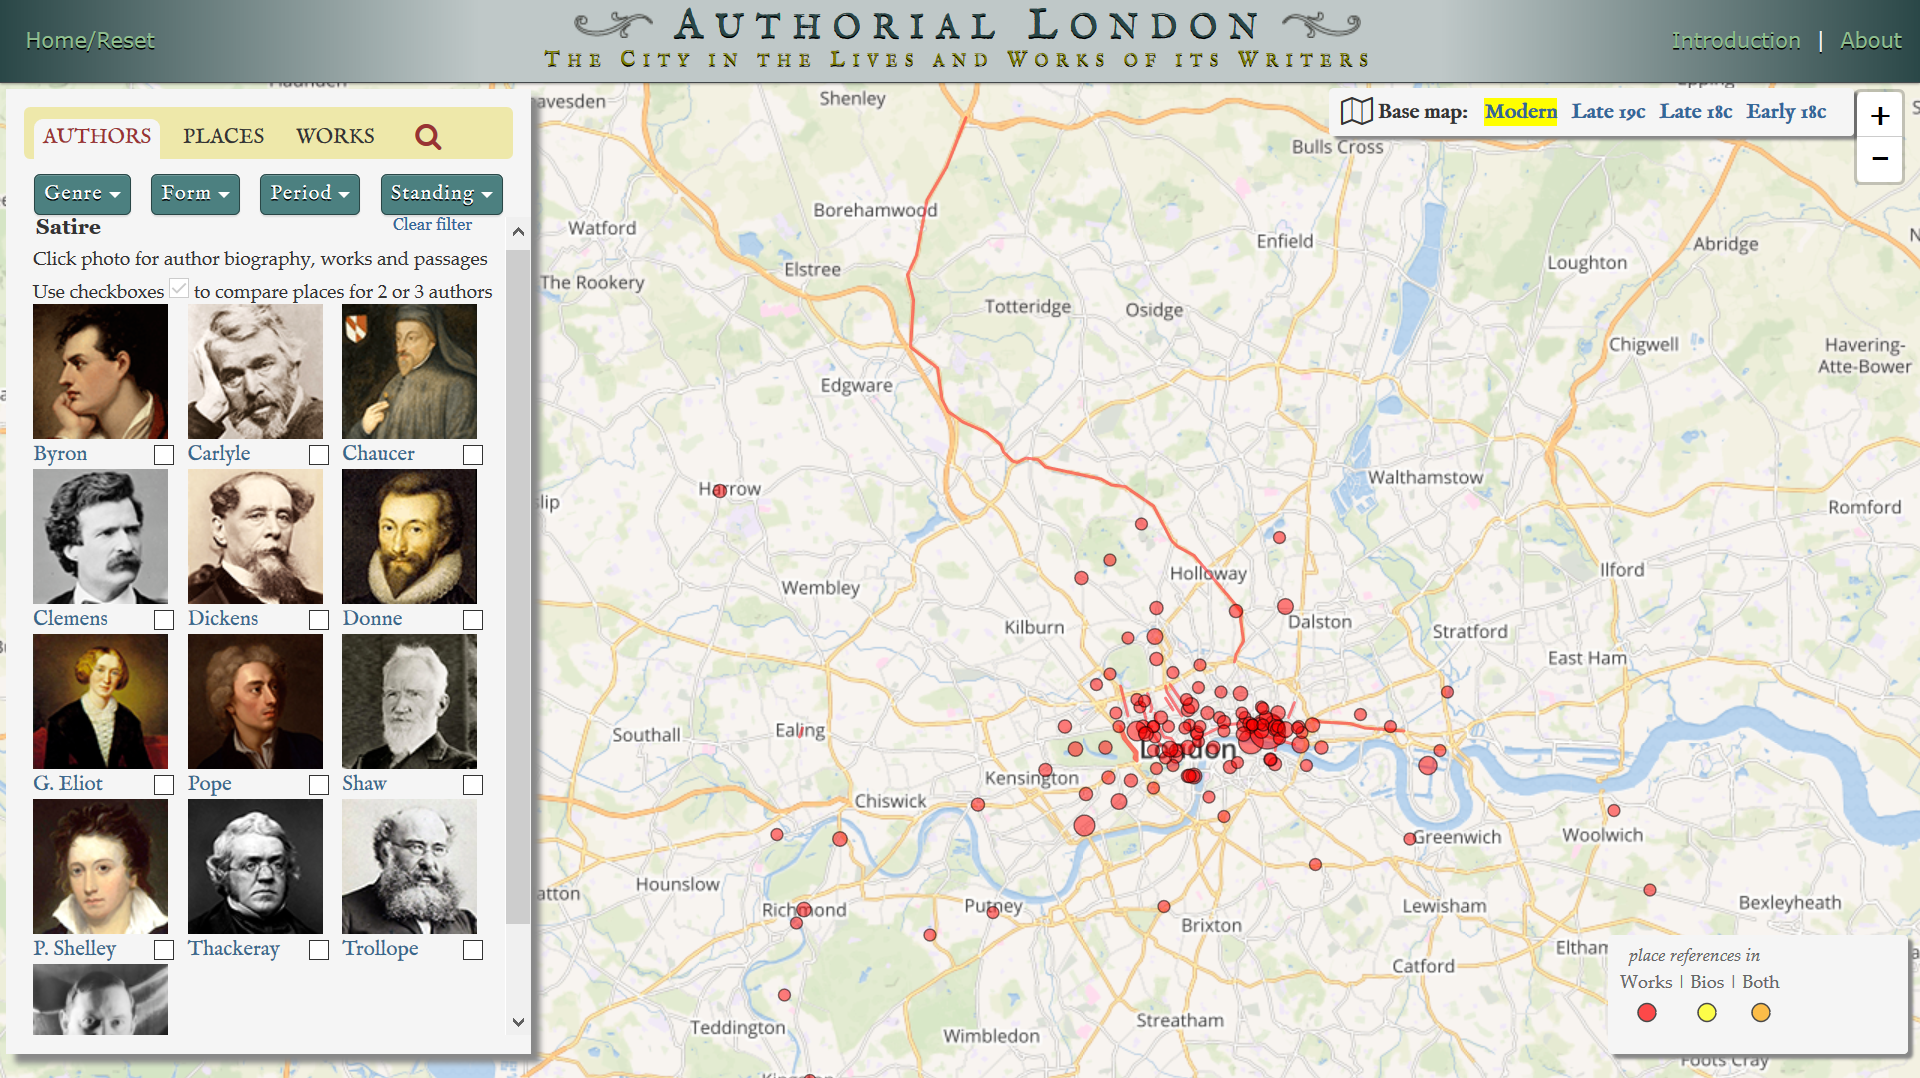 Home/Reset
AUTHORIAL LONDON
THE CITY IN THE LIVES AND WORKS OF ITS WRITERS
Introduction | About
AUTHORS PLACES WORKS
Genre Form Period Standing
Satire Clear filter
Click photo for author biography, works and passages
Use checkboxes to compare places for 2 or 3 authors
Byron Carlyle Chaucer
Clemens Dickens Donne
G. Eliot Pope Shaw
P. Shelley Thackeray Trollope
Base map: Modern Late 19c Late 18c Early 18c
+
−
avesden
Shenley
Bulls Cross
Borehamwood
Watford
Enfield
Abridge
Loughton
Elstree
The Rookery
Totteridge
Osidge
Chigwell
Havering-
Atte-Bower
Edgware
Walthamstow
Harrow
slip
Romford
Holloway
Ilford
Wembley
Kilburn
Dalston
Stratford
East Ham
Southall
Ealing
London
Kensington
Chiswick
Greenwich
Woolwich
Hounslow
atton
Richmond
Putney
Lewisham
Bexleyheath
Brixton
Eltham
Catford
Teddington
Streatham
Wimbledon
Foots Cray
place references in
Works | Bios | Both